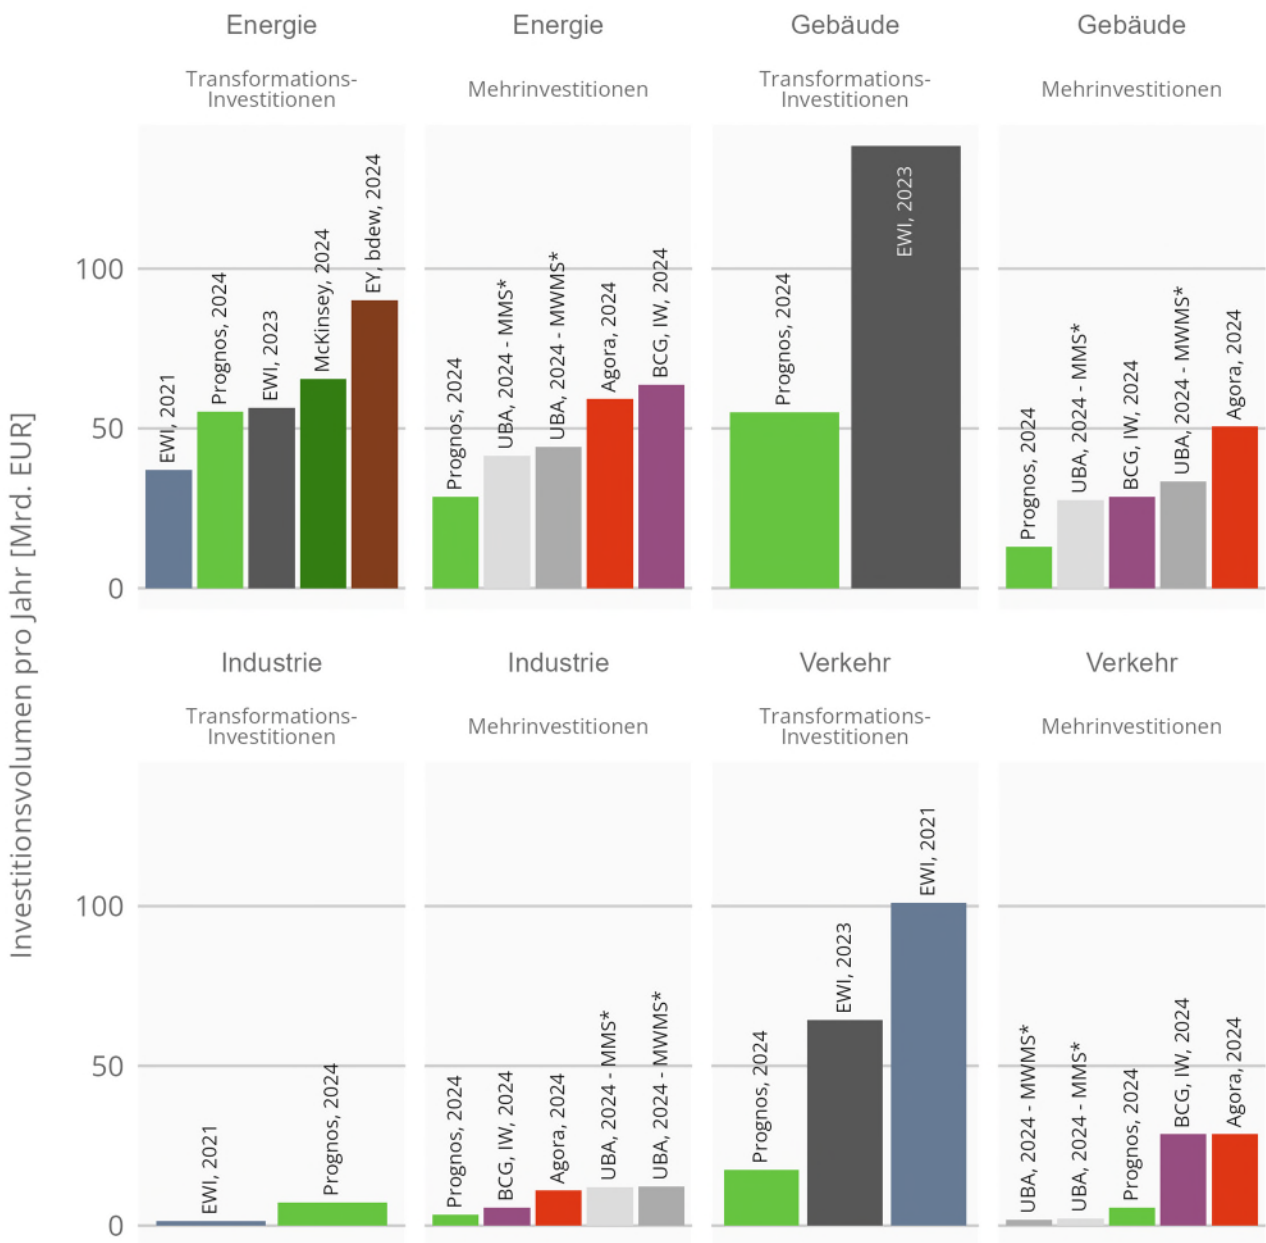 Investitionsvolumen pro Jahr [Mrd. EUR]
Energie
Transformations-
Investitionen
100
50
0
EWI, 2021
Prognos, 2024
EWI, 2023
McKinsey, 2024
EY, bdew, 2024
Energie
Mehrinvestitionen
Prognos, 2024
UBA, 2024 - MMS*
UBA, 2024 - MWMS*
Agora, 2024
BCG, IW, 2024
Gebäude
Transformations-
Investitionen
Prognos, 2024
EWI, 2023
Gebäude
Mehrinvestitionen
Prognos, 2024
UBA, 2024 - MMS*
BCG, IW, 2024
UBA, 2024 - MWMS*
Agora, 2024
Industrie
Transformations-
Investitionen
100
50
0
EWI, 2021
Prognos, 2024
Industrie
Mehrinvestitionen
Prognos, 2024
BCG, IW, 2024
Agora, 2024
UBA, 2024 - MMS*
UBA, 2024 - MWMS*
Verkehr
Transformations-
Investitionen
Prognos, 2024
EWI, 2023
EWI, 2021
Verkehr
Mehrinvestitionen
UBA, 2024 - MWMS*
UBA, 2024 - MMS*
Prognos, 2024
BCG, IW, 2024
Agora, 2024